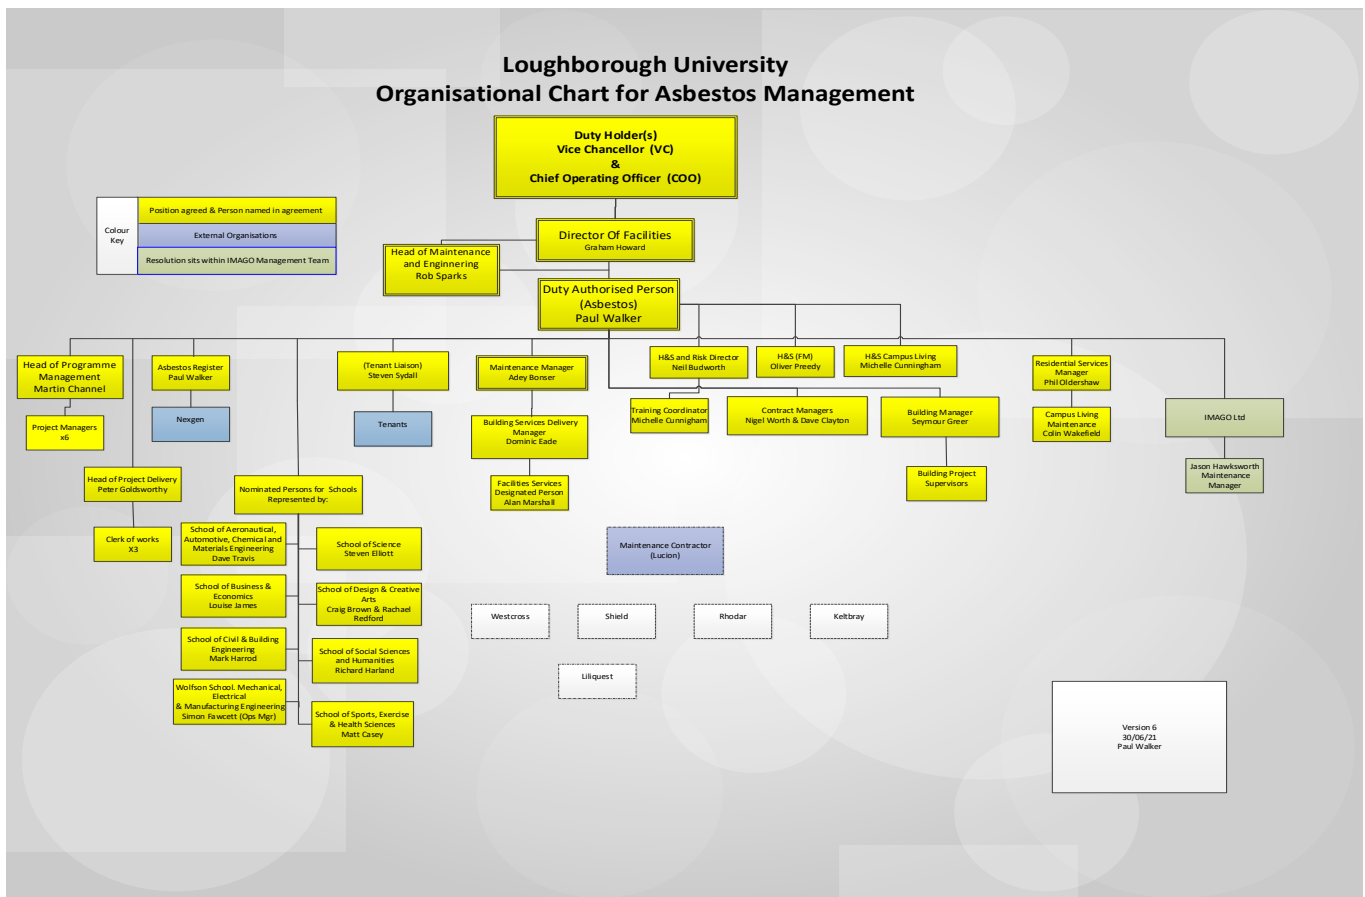 Loughborough University
Organisational Chart for Asbestos Management
Duty Holder(s)
Vice Chancellor (VC)
&
Chief Operating Officer (COO)
Colour
Key
Position agreed & Person named in agreement
External Organisations
Resolution sits within IMAGO Management Team
Director Of Facilities
Graham Howard
Head of Maintenance
and Enginnering
Rob Sparks
Duty Authorised Person
(Asbestos)
Paul Walker
Head of Programme
Management
Martin Channel
Project Managers
x6
Asbestos Register
Paul Walker
Nexgen
(Tenant Liaison)
Steven Sydall
Tenants
Maintenance Manager
Adey Bonser
Building Services Delivery
Manager
Dominic Eade
Facilities Services
Designated Person
Alan Marshall
H&S and Risk Director
Neil Budworth
Training Coordinator
Michelle Cunnigham
H&S (FM)
Oliver Preedy
H&S Campus Living
Michelle Cunningham
Contract Managers
Nigel Worth & Dave Clayton
Building Manager
Seymour Greer
Building Project
Supervisors
Residential Services
Manager
Phil Oldershaw
Campus Living
Maintenance
Colin Wakefield
IMAGO Ltd
Jason Hawksworth
Maintenance
Manager
Head of Project Delivery
Peter Goldsworthy
Clerk of works
X3
Nominated Persons for Schools
Represented by:
School of Aeronautical,
Automotive, Chemical and
Materials Engineering
Dave Travis
School of Science
Steven Elliott
School of Business &
Economics
Louise James
School of Design & Creative
Arts
Craig Brown & Rachael
Redford
School of Civil & Building
Engineering
Mark Harrod
School of Social Sciences
and Humanities
Richard Harland
Wolfson School. Mechanical,
Electrical
& Manufacturing Engineering
Simon Fawcett (Ops Mgr)
School of Sports, Exercise
& Health Sciences
Matt Casey
Maintenance Contractor
(Lucion)
Westcross
Shield
Rhodar
Keltbray
Liliquest
Version 6
30/06/21
Paul Walker